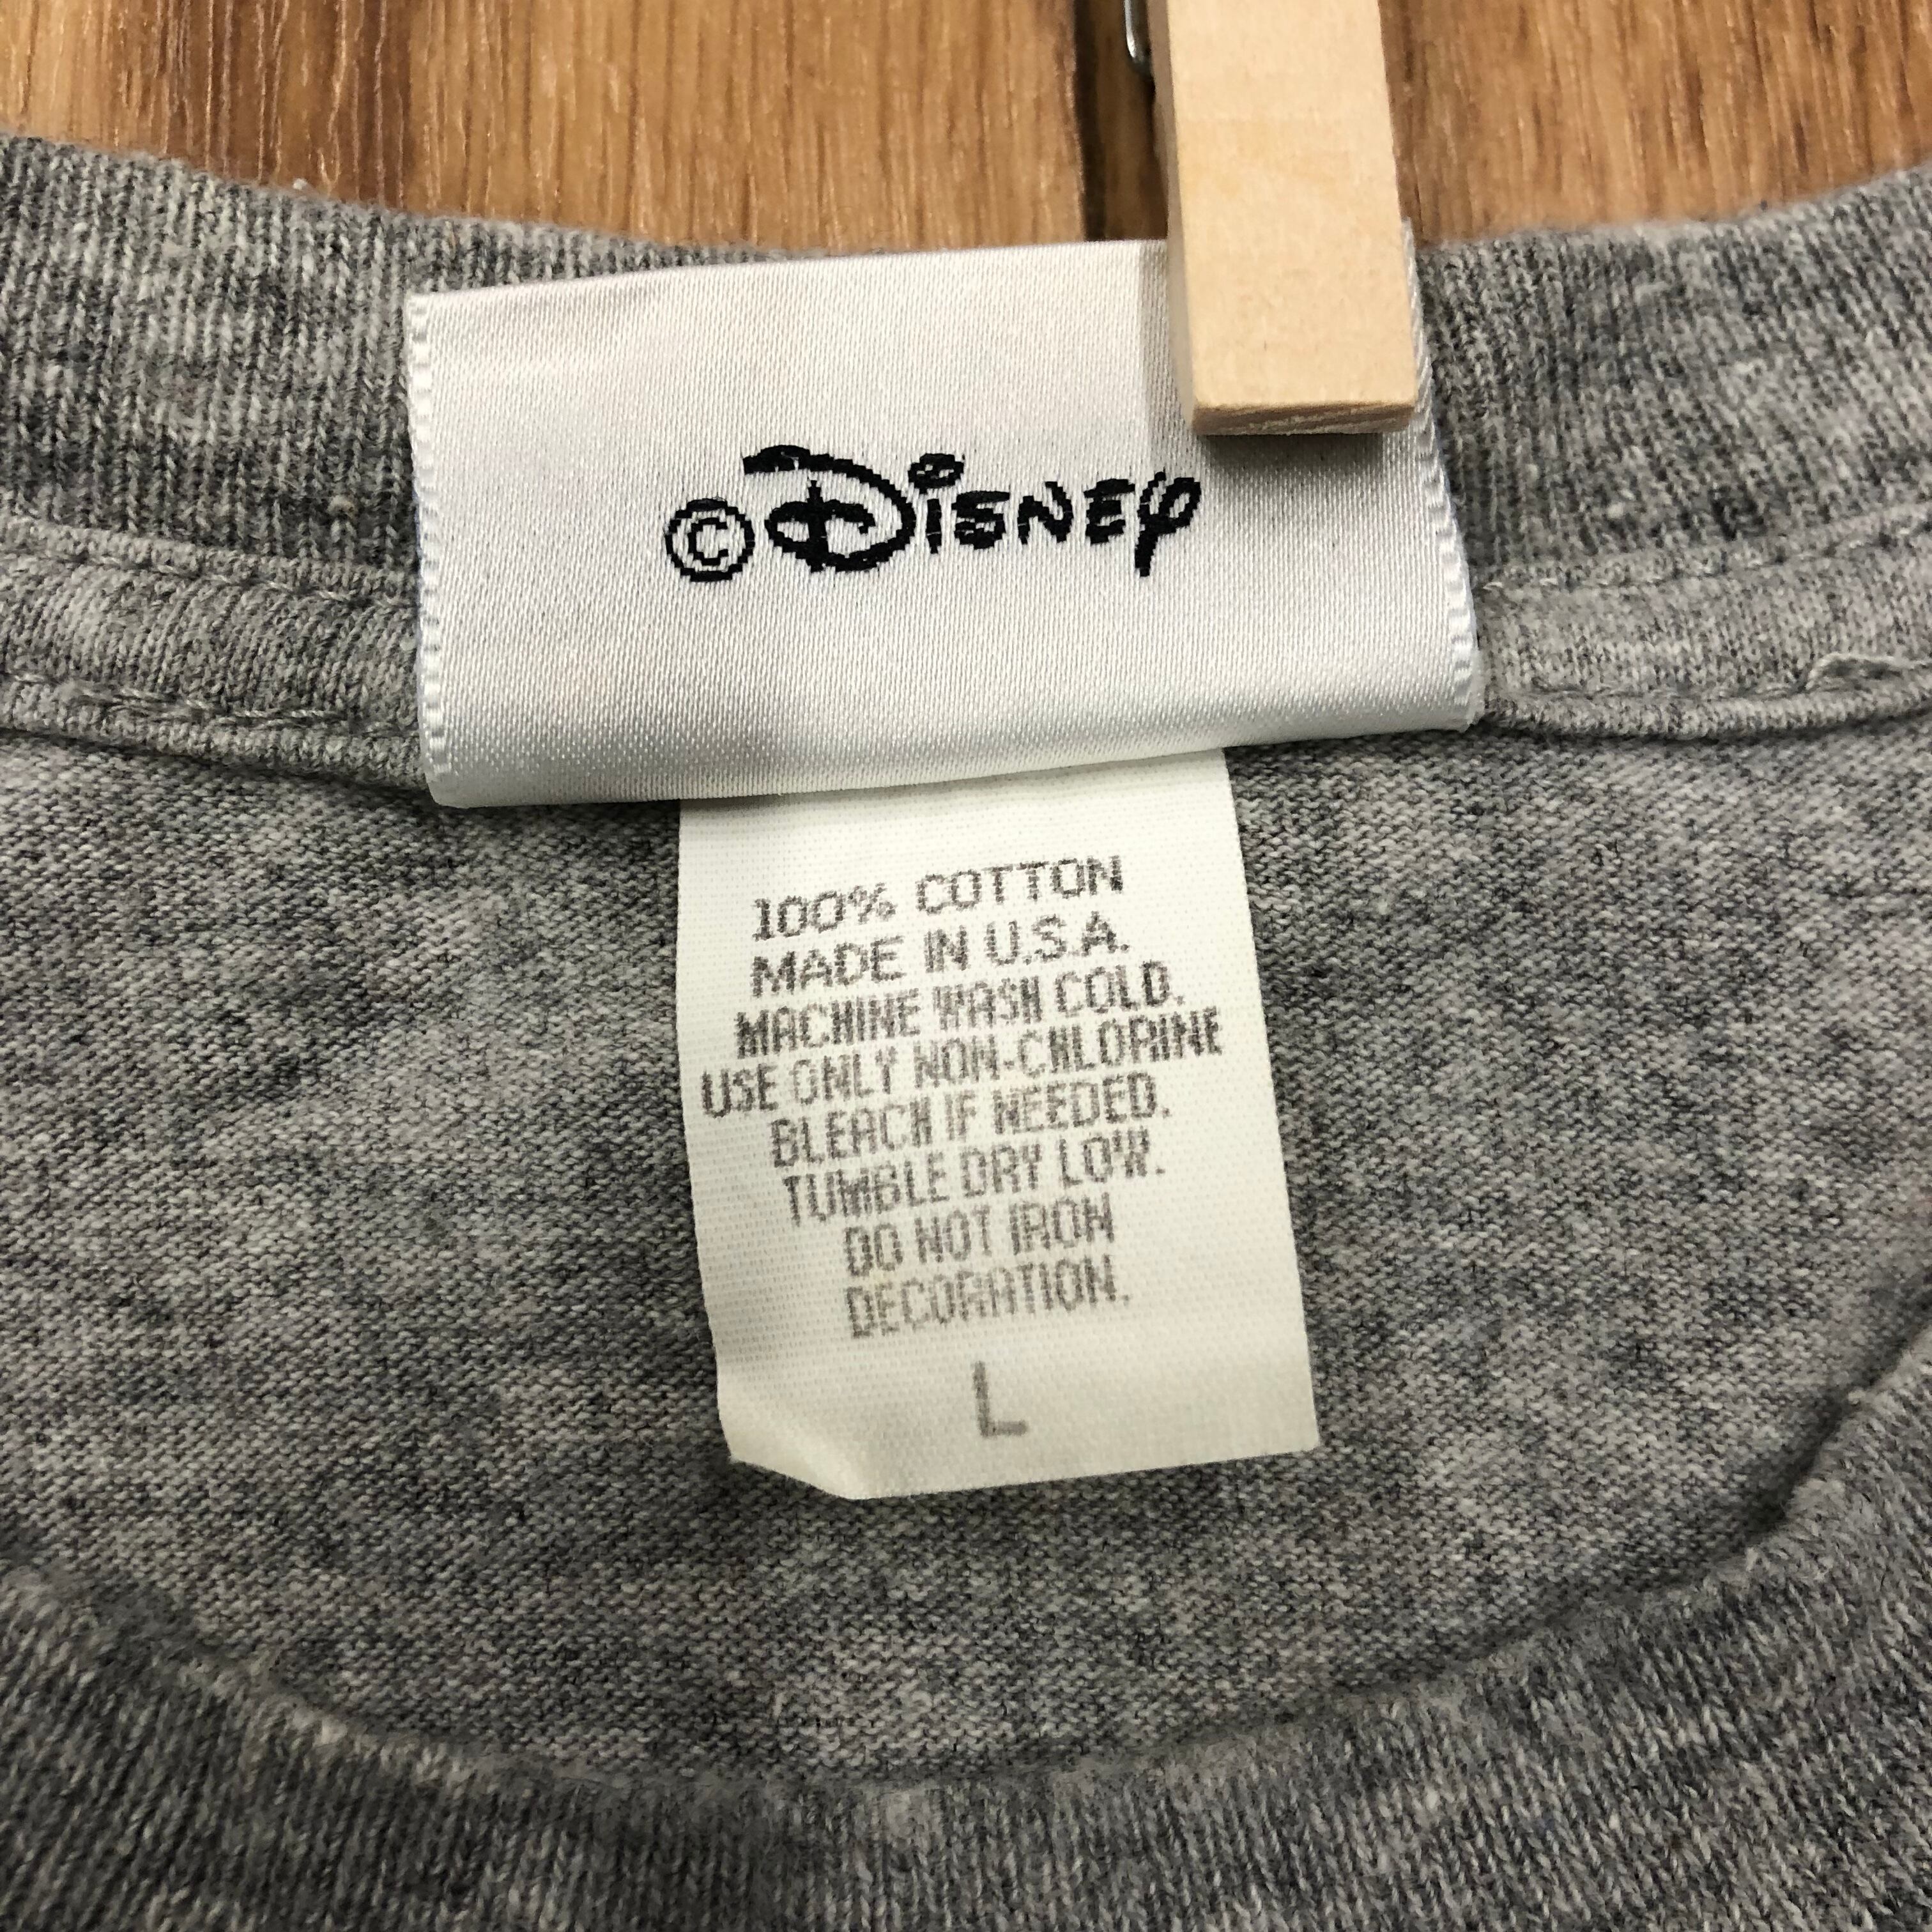 ©Disney
100% COTTON
MADE IN U.S.A.
MACHINE WASH COLD.
USE ONLY NON-CHLORINE
BLEACH IF NEEDED.
TUMBLE DRY LOW.
DO NOT IRON
DECORATION.
L